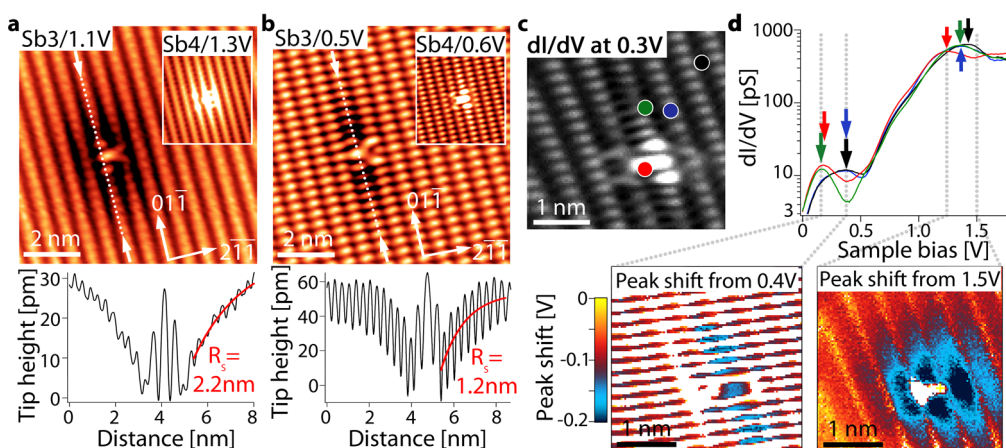 a
Sb3/1.1V
Sb4/1.3V
011̅
21̅1̅
2 nm
Tip height [pm]
30
20
10
0
R_s =
2.2nm
0 2 4 6 8
Distance [nm]
b
Sb3/0.5V
Sb4/0.6V
011̅
21̅1̅
2 nm
Tip height [pm]
60
40
20
0
R_s =
1.2nm
0 2 4 6 8
Distance [nm]
c
dI/dV at 0.3V
1 nm
d
dI/dV [pS]
1000
100
10
3
0 0.5 1.0 1.5
Sample bias [V]
Peak shift from 0.4V
Peak shift [V]
0
-0.1
-0.2
1 nm
Peak shift from 1.5V
1 nm